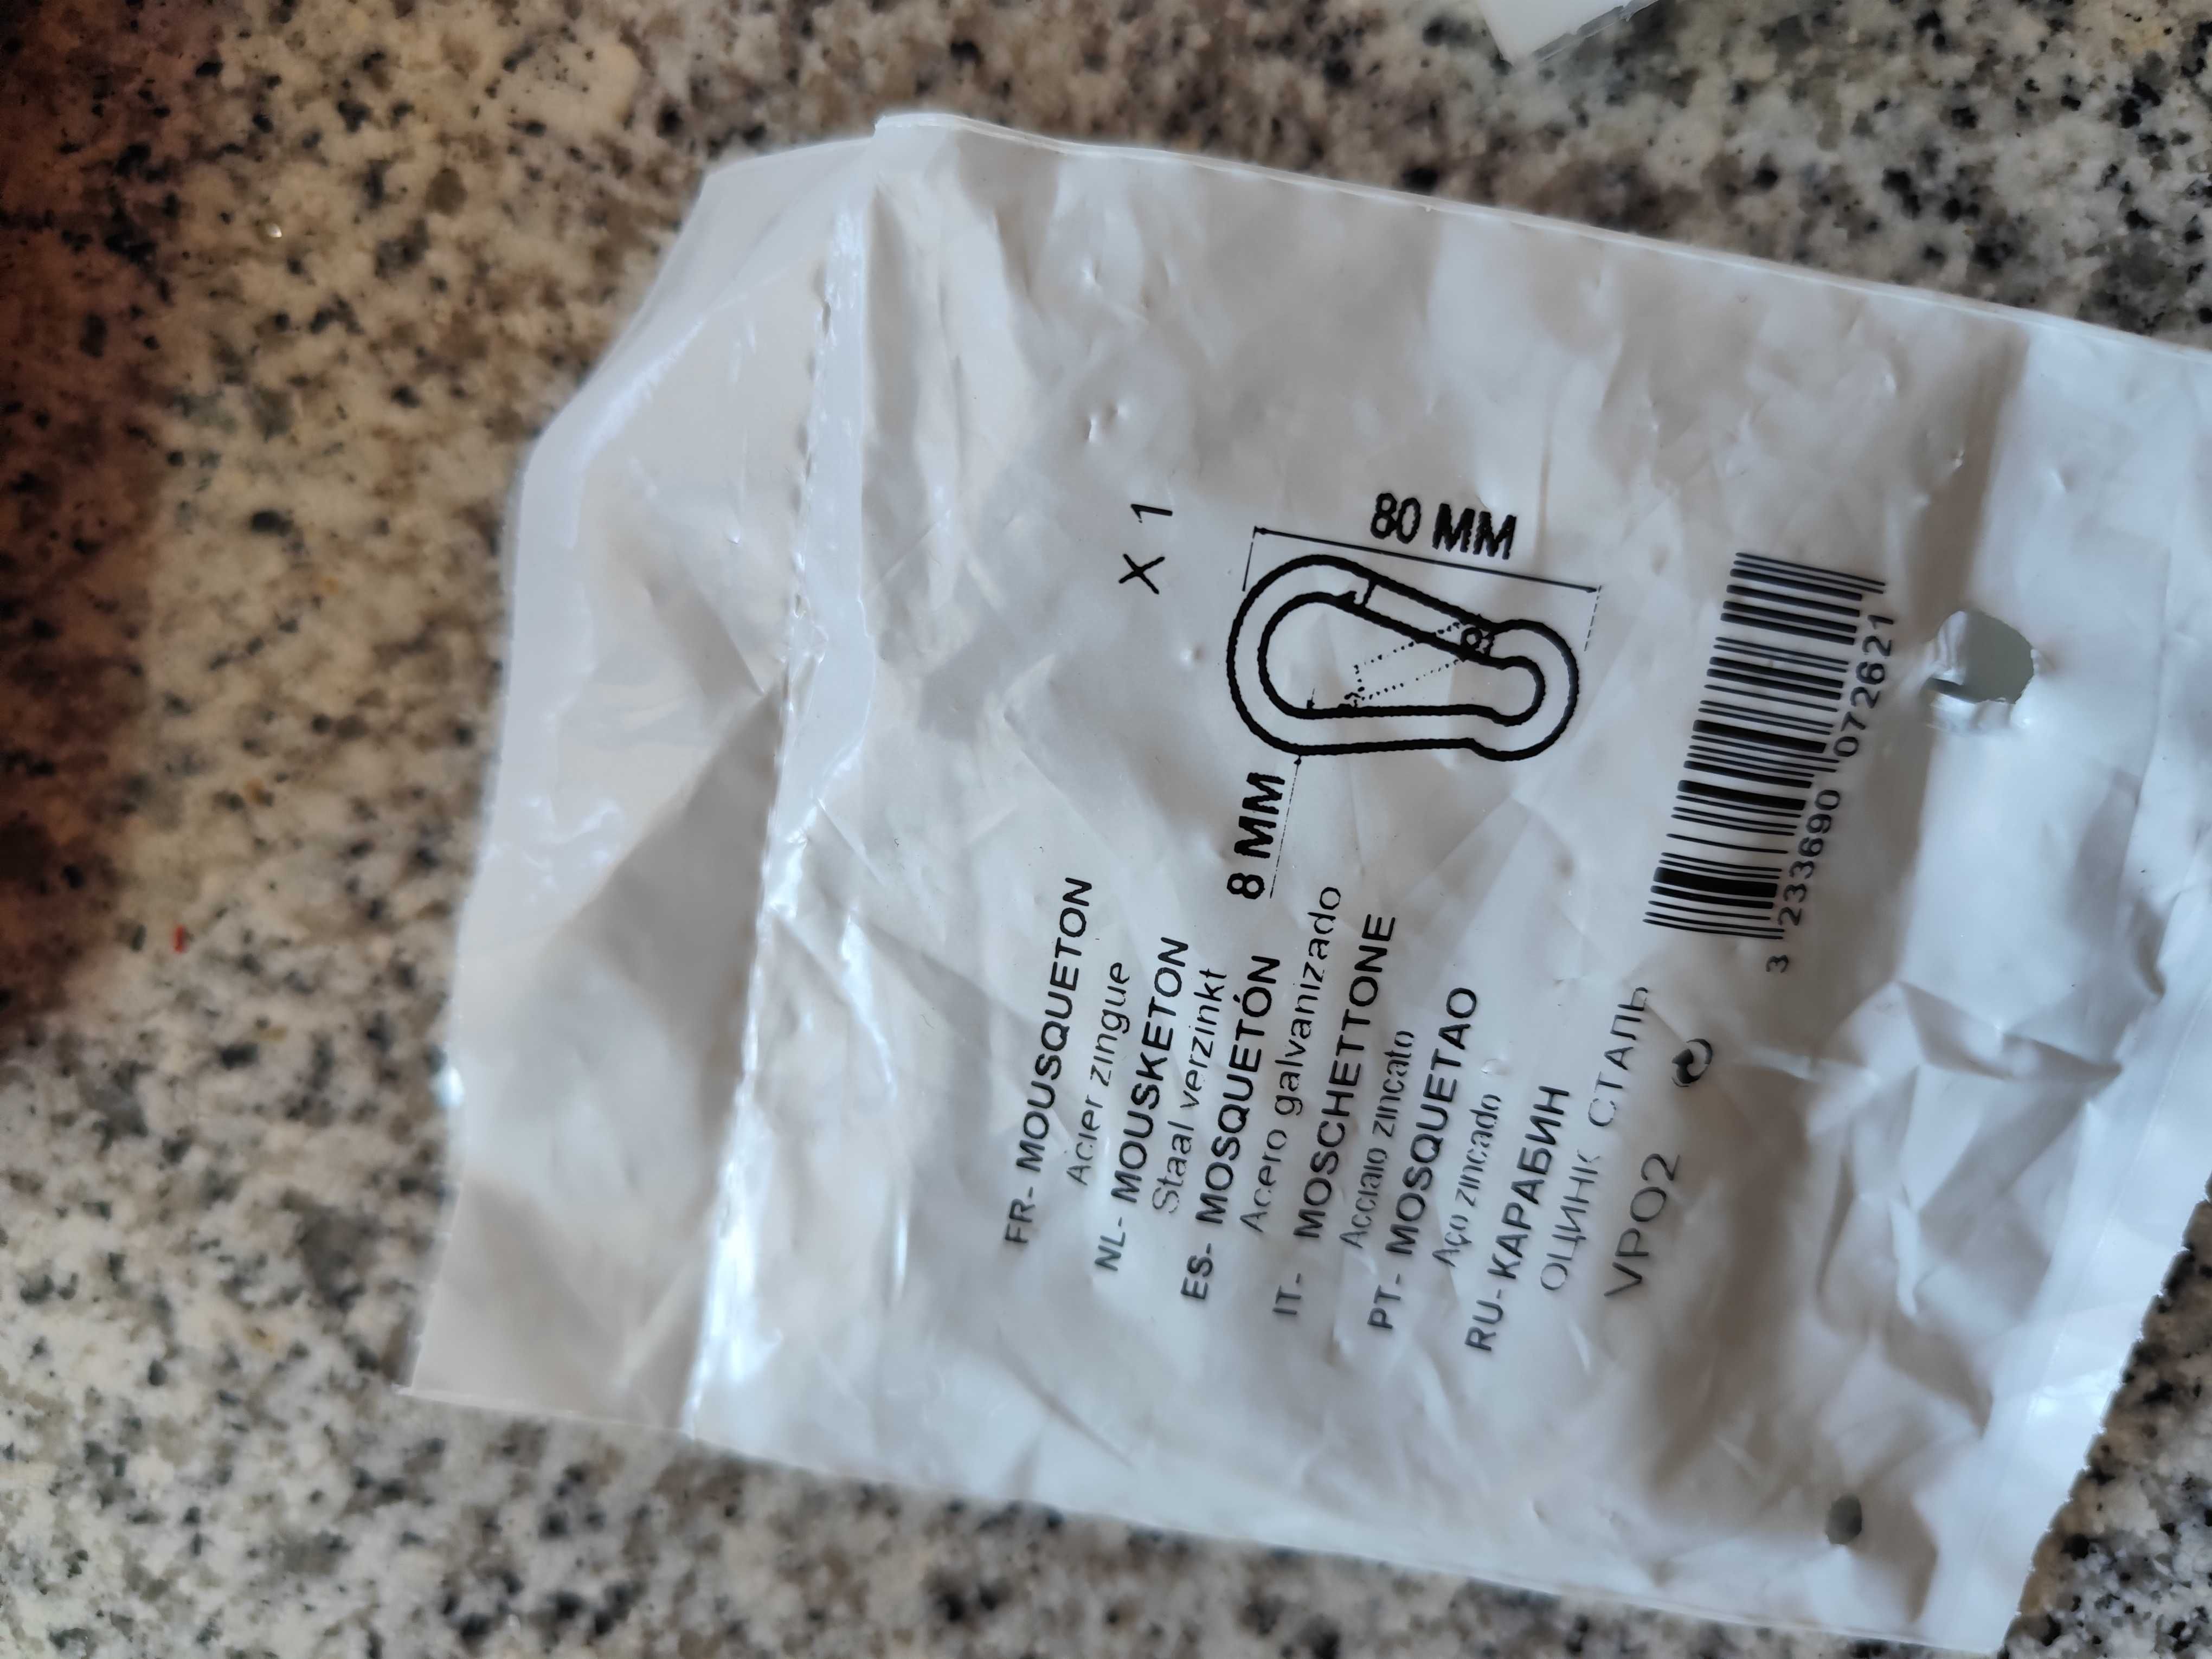 X 1
80 MM
8 MM
FR- MOUSQUETON
Acier zingue
NL- MOUSKETON
Staal verzinkt
ES- MOSQUETÓN
Acero galvanizado
IT- MOSCHETTONE
Acciaio zincato
PT- MOSQUETAO
Aço zincado
RU- КАРАБИН
ОЦИНК СТАЛЬ
VP02
3 233690 072621